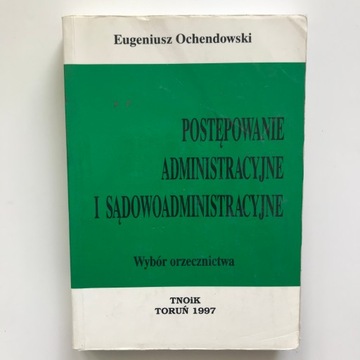 Eugeniusz Ochendowski
POSTĘPOWANIE
ADMINISTRACYJNE
I SĄDOWOADMINISTRACYJNE
Wybór orzecznictwa
TNOiK
TORUŃ 1997